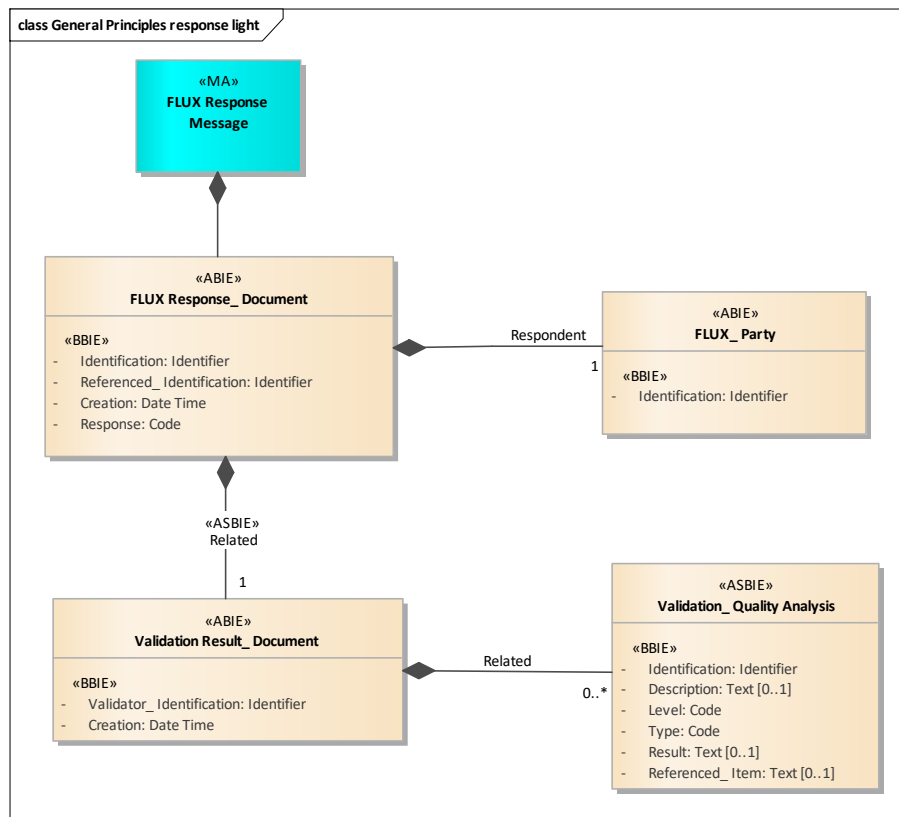 class General Principles response light
«MA»
FLUX Response
Message
«ABIE»
FLUX Response_ Document
«BBIE»
- Identification: Identifier
- Referenced_ Identification: Identifier
- Creation: Date Time
- Response: Code
Respondent
1
«ABIE»
FLUX_ Party
«BBIE»
- Identification: Identifier
«ASBIE»
Related
1
«ABIE»
Validation Result_ Document
«BBIE»
- Validator_ Identification: Identifier
- Creation: Date Time
Related
0..*
«ASBIE»
Validation_ Quality Analysis
«BBIE»
- Identification: Identifier
- Description: Text [0..1]
- Level: Code
- Type: Code
- Result: Text [0..1]
- Referenced_ Item: Text [0..1]